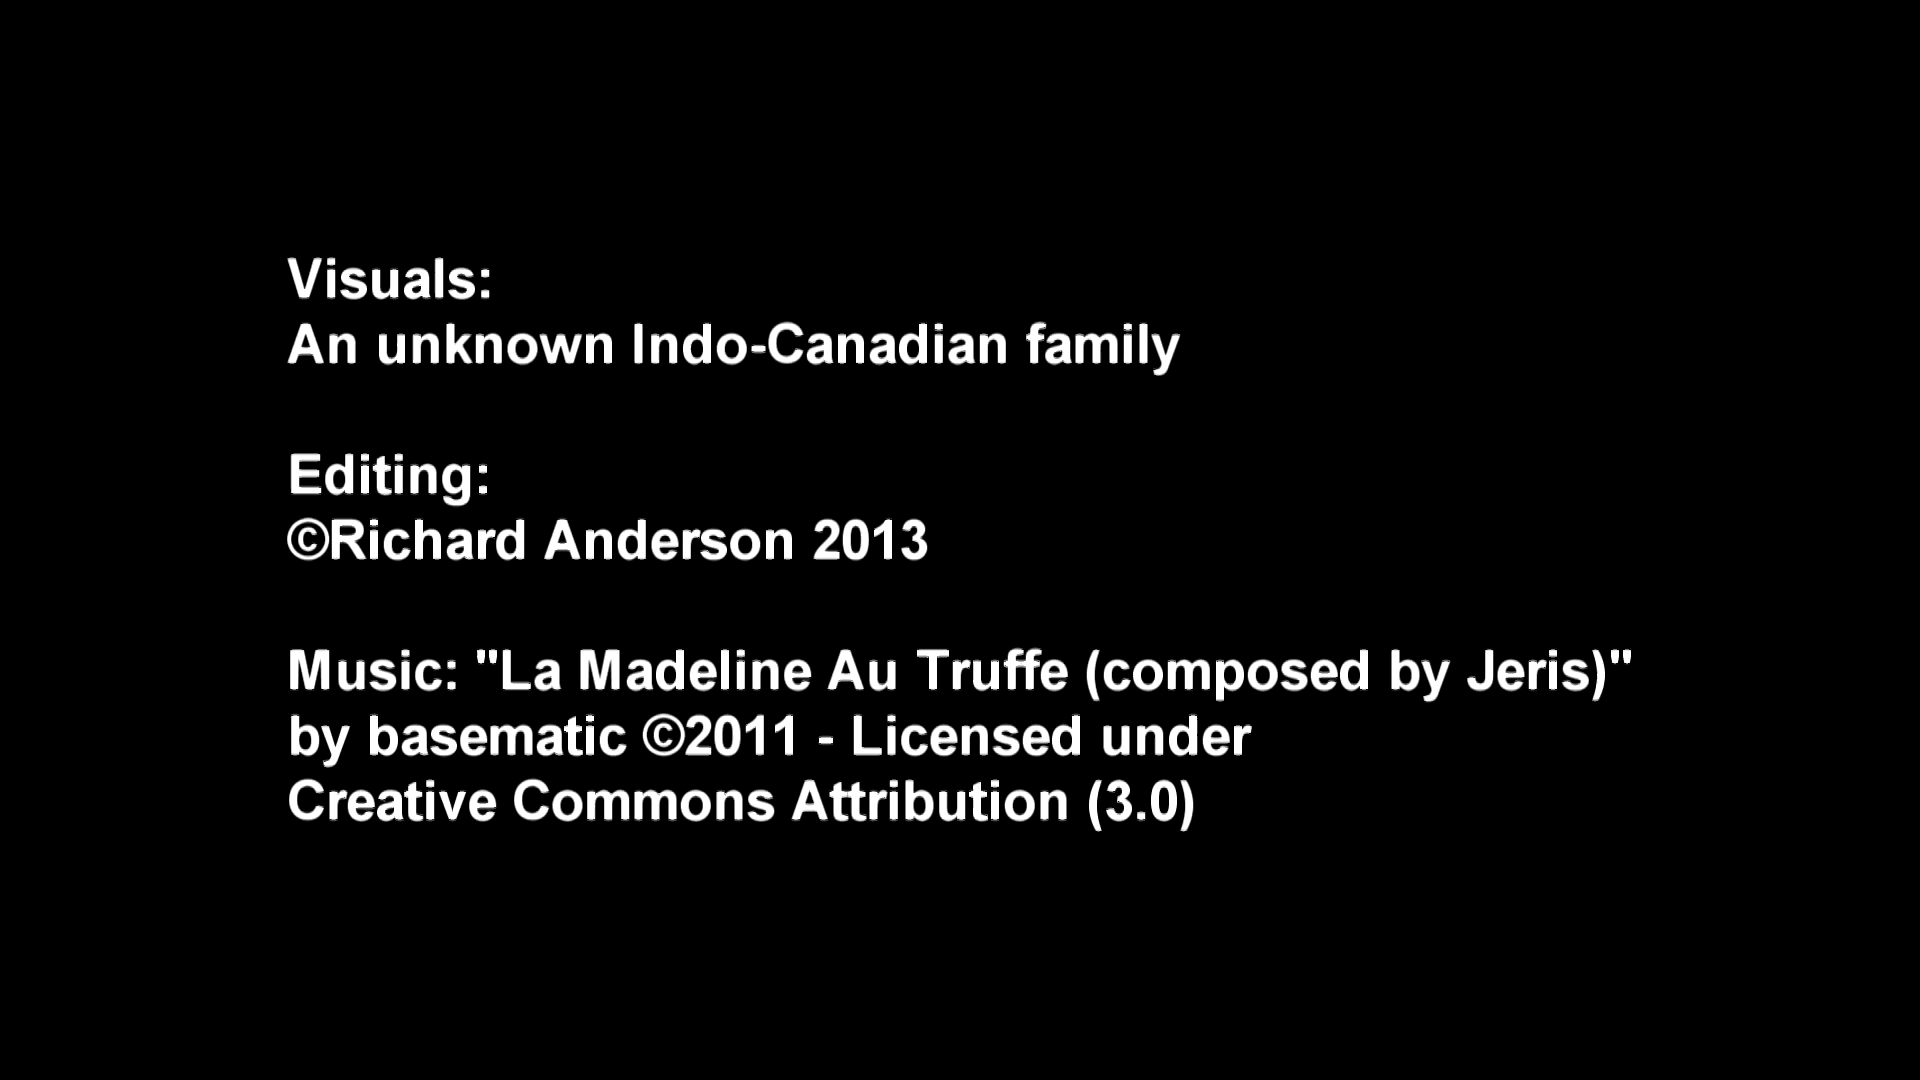 Visuals:
An unknown Indo-Canadian family
Editing:
©Richard Anderson 2013
Music: "La Madeline Au Truffe (composed by Jeris)"
by basematic ©2011 - Licensed under
Creative Commons Attribution (3.0)